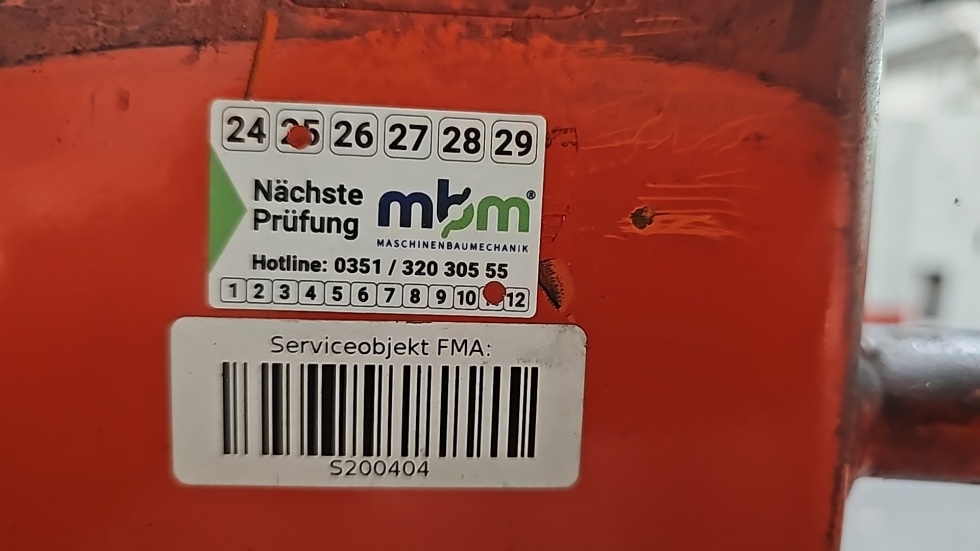 24 25 26 27 28 29
Nächste
Prüfung
mbm®
MASCHINENBAUMECHANIK
Hotline: 0351 / 320 305 55
1 2 3 4 5 6 7 8 9 10 12
Serviceobjekt FMA:
S200404